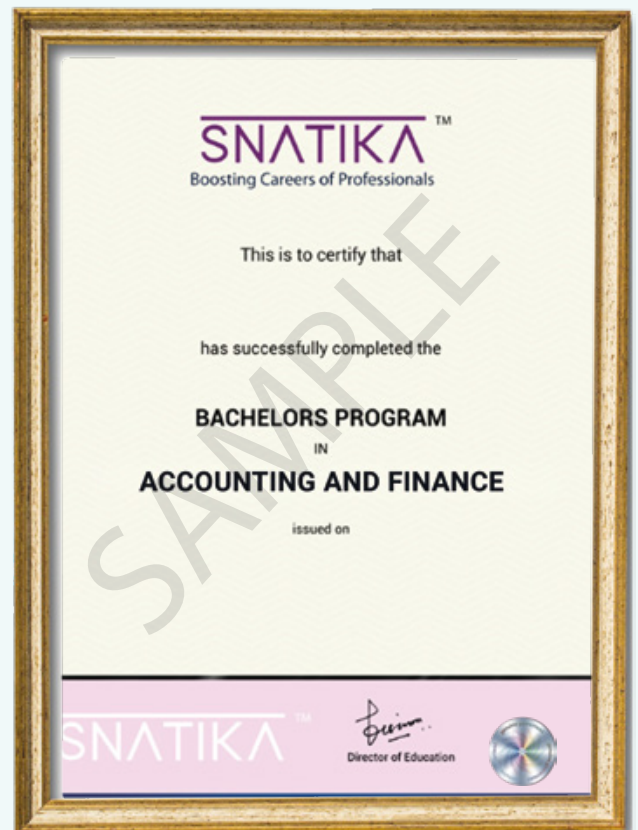 SNATIKA TM
Boosting Careers of Professionals
This is to certify that
has successfully completed the
BACHELORS PROGRAM
IN
ACCOUNTING AND FINANCE
issued on
SAMPLE
SNATIKA TM
Director of Education